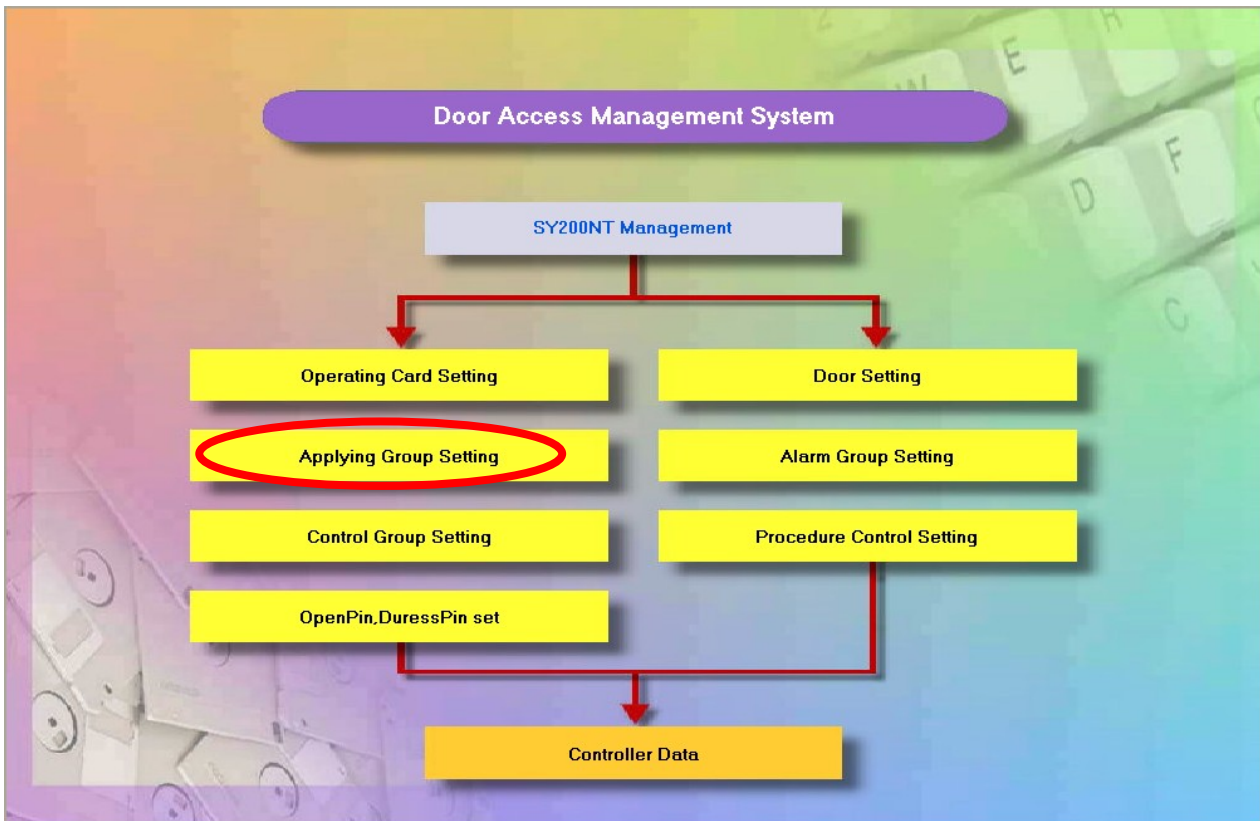 Door Access Management System
SY200NT Management
Operating Card Setting
Door Setting
Applying Group Setting
Alarm Group Setting
Control Group Setting
Procedure Control Setting
OpenPin,DuressPin set
Controller Data
W
E
R
D
F
C